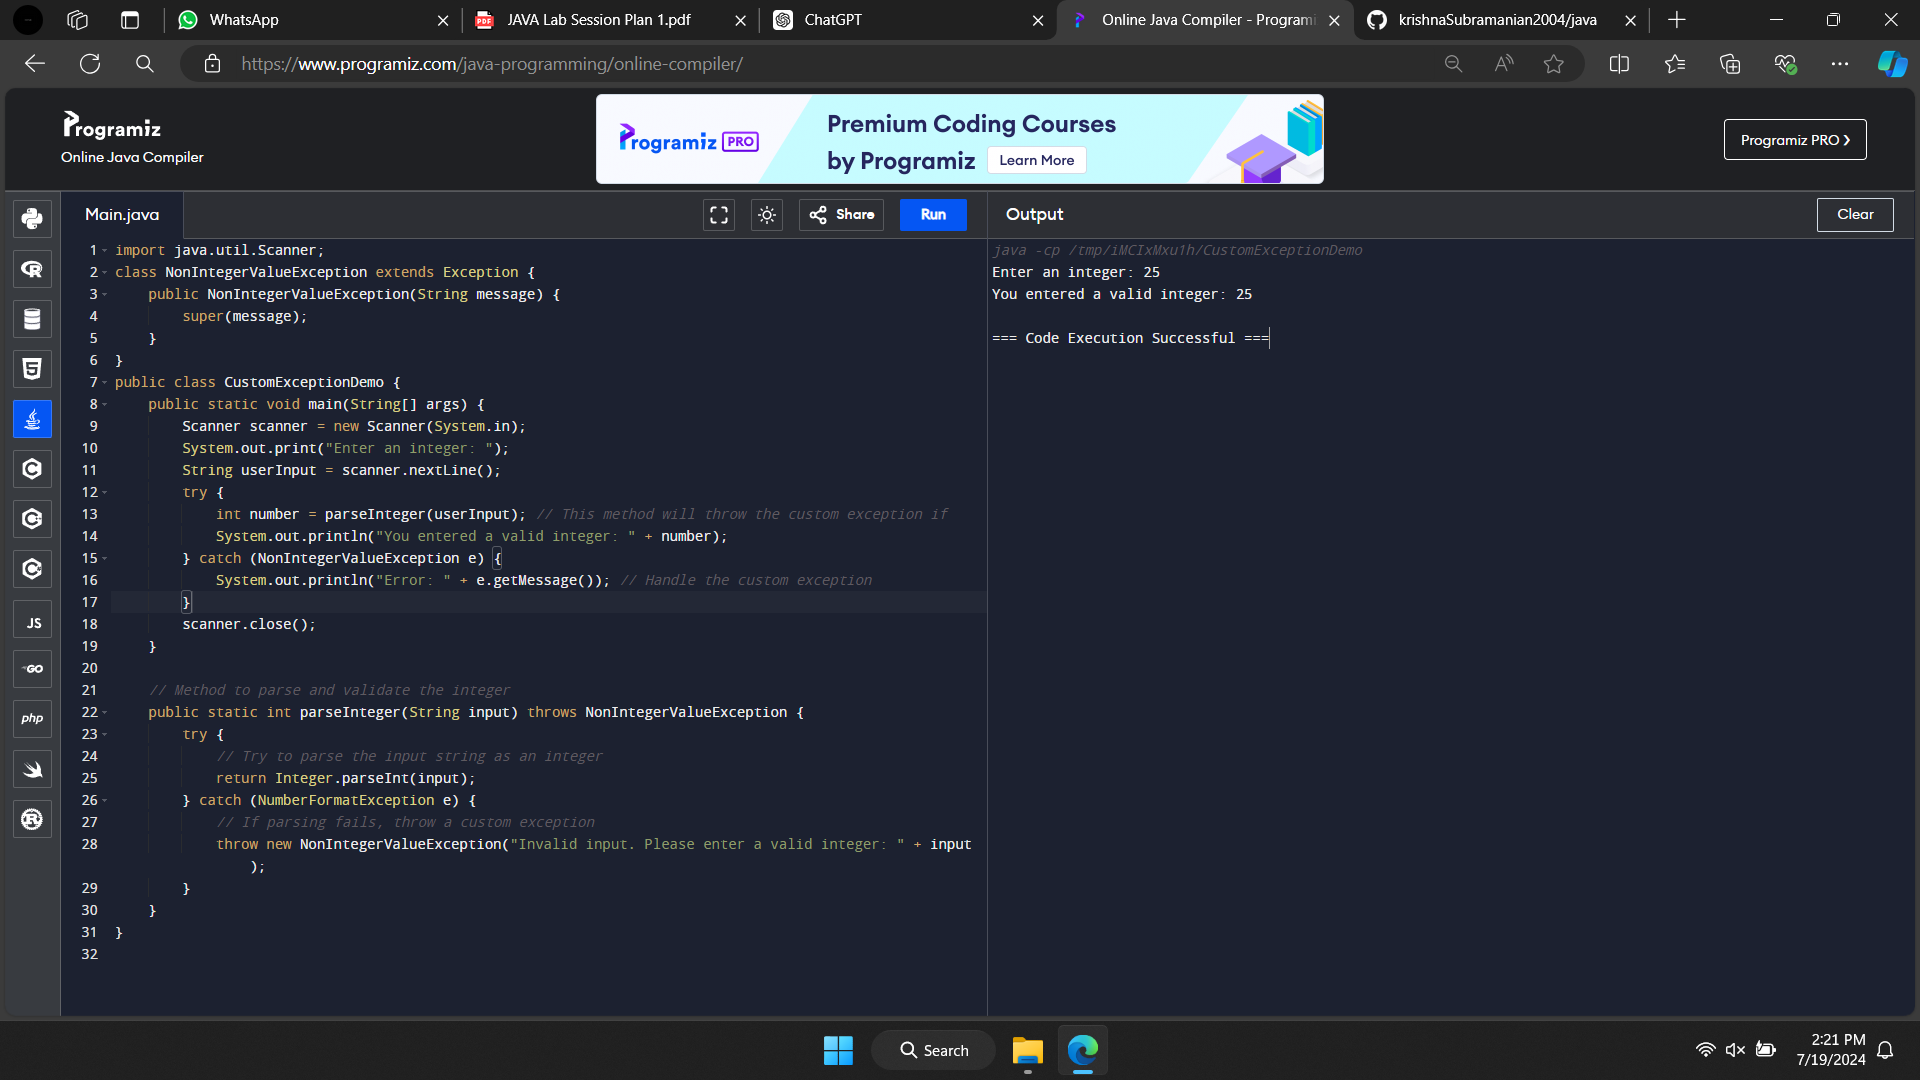 WhatsApp
JAVA Lab Session Plan 1.pdf
ChatGPT
Online Java Compiler - Programi
krishnaSubramanian2004/java
https://www.programiz.com/java-programming/online-compiler/
Programiz
Online Java Compiler
Programiz PRO
Premium Coding Courses
by Programiz
Learn More
Programiz PRO ›
Main.java
Share
Run
Output
Clear
1 import java.util.Scanner;
2 class NonIntegerValueException extends Exception {
3     public NonIntegerValueException(String message) {
4         super(message);
5     }
6 }
7 public class CustomExceptionDemo {
8     public static void main(String[] args) {
9         Scanner scanner = new Scanner(System.in);
10         System.out.print("Enter an integer: ");
11         String userInput = scanner.nextLine();
12         try {
13             int number = parseInteger(userInput); // This method will throw the custom exception if
14             System.out.println("You entered a valid integer: " + number);
15         } catch (NonIntegerValueException e) {
16             System.out.println("Error: " + e.getMessage()); // Handle the custom exception
17         }
18         scanner.close();
19     }
20
21     // Method to parse and validate the integer
22     public static int parseInteger(String input) throws NonIntegerValueException {
23         try {
24             // Try to parse the input string as an integer
25             return Integer.parseInt(input);
26         } catch (NumberFormatException e) {
27             // If parsing fails, throw a custom exception
28             throw new NonIntegerValueException("Invalid input. Please enter a valid integer: " + input
                );
29         }
30     }
31 }
32
java -cp /tmp/iMCIxMxu1h/CustomExceptionDemo
Enter an integer: 25
You entered a valid integer: 25
=== Code Execution Successful ===
JS
GO
php
Search
2:21 PM
7/19/2024